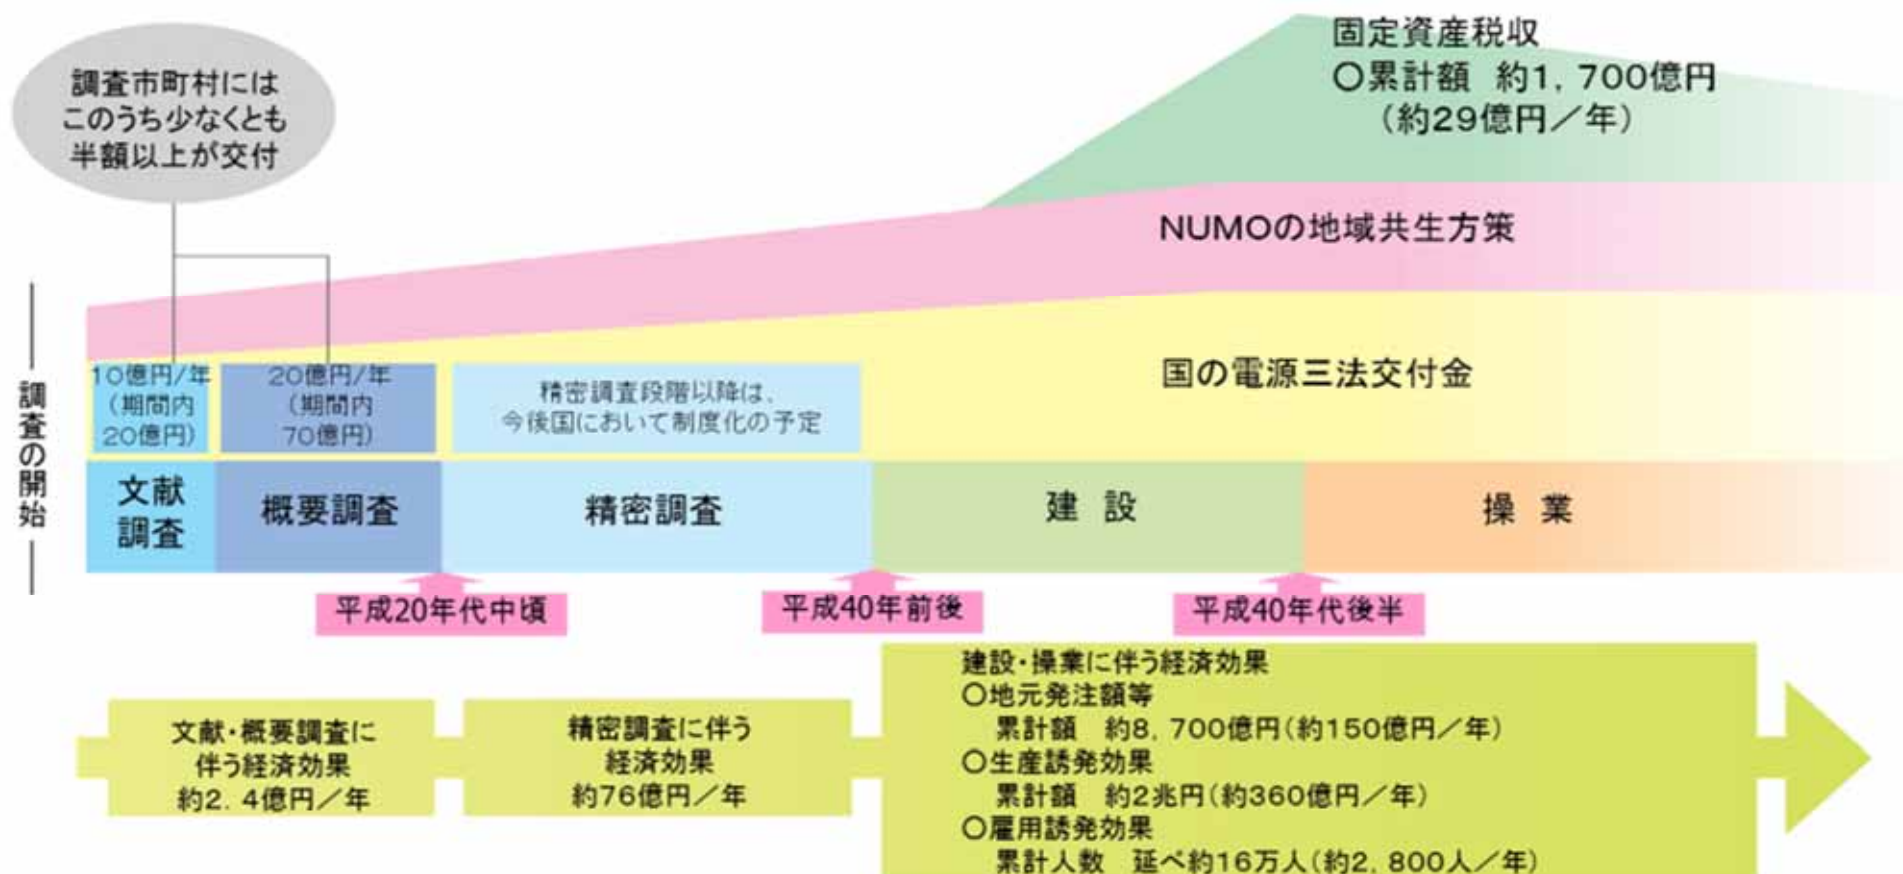 調査市町村には
このうち少なくとも
半額以上が交付
固定資産税収
○累計額 約1,700億円
(約29億円/年)
NUMOの地域共生方策
国の電源三法交付金
調査の開始
10億円/年
(期間内
20億円)
20億円/年
(期間内
70億円)
精密調査段階以降は、
今後国において制度化の予定
文献
調査
概要調査
精密調査
建 設
操 業
平成20年代中頃
平成40年前後
平成40年代後半
文献・概要調査に
伴う経済効果
約2.4億円/年
精密調査に伴う
経済効果
約76億円/年
建設・操業に伴う経済効果
○地元発注額等
累計額 約8,700億円(約150億円/年)
○生産誘発効果
累計額 約2兆円(約360億円/年)
○雇用誘発効果
累計人数 延べ約16万人(約2,800人/年)